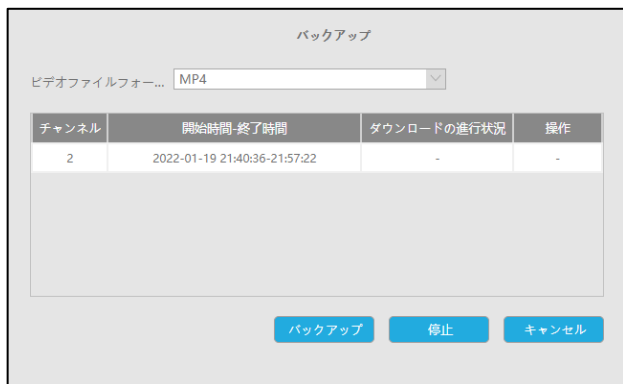 バックアップ
ビデオファイルフォー... MP4
チャンネル 開始時間-終了時間 ダウンロードの進行状況 操作
2 2022-01-19 21:40:36-21:57:22 - -
バックアップ 停止 キャンセル